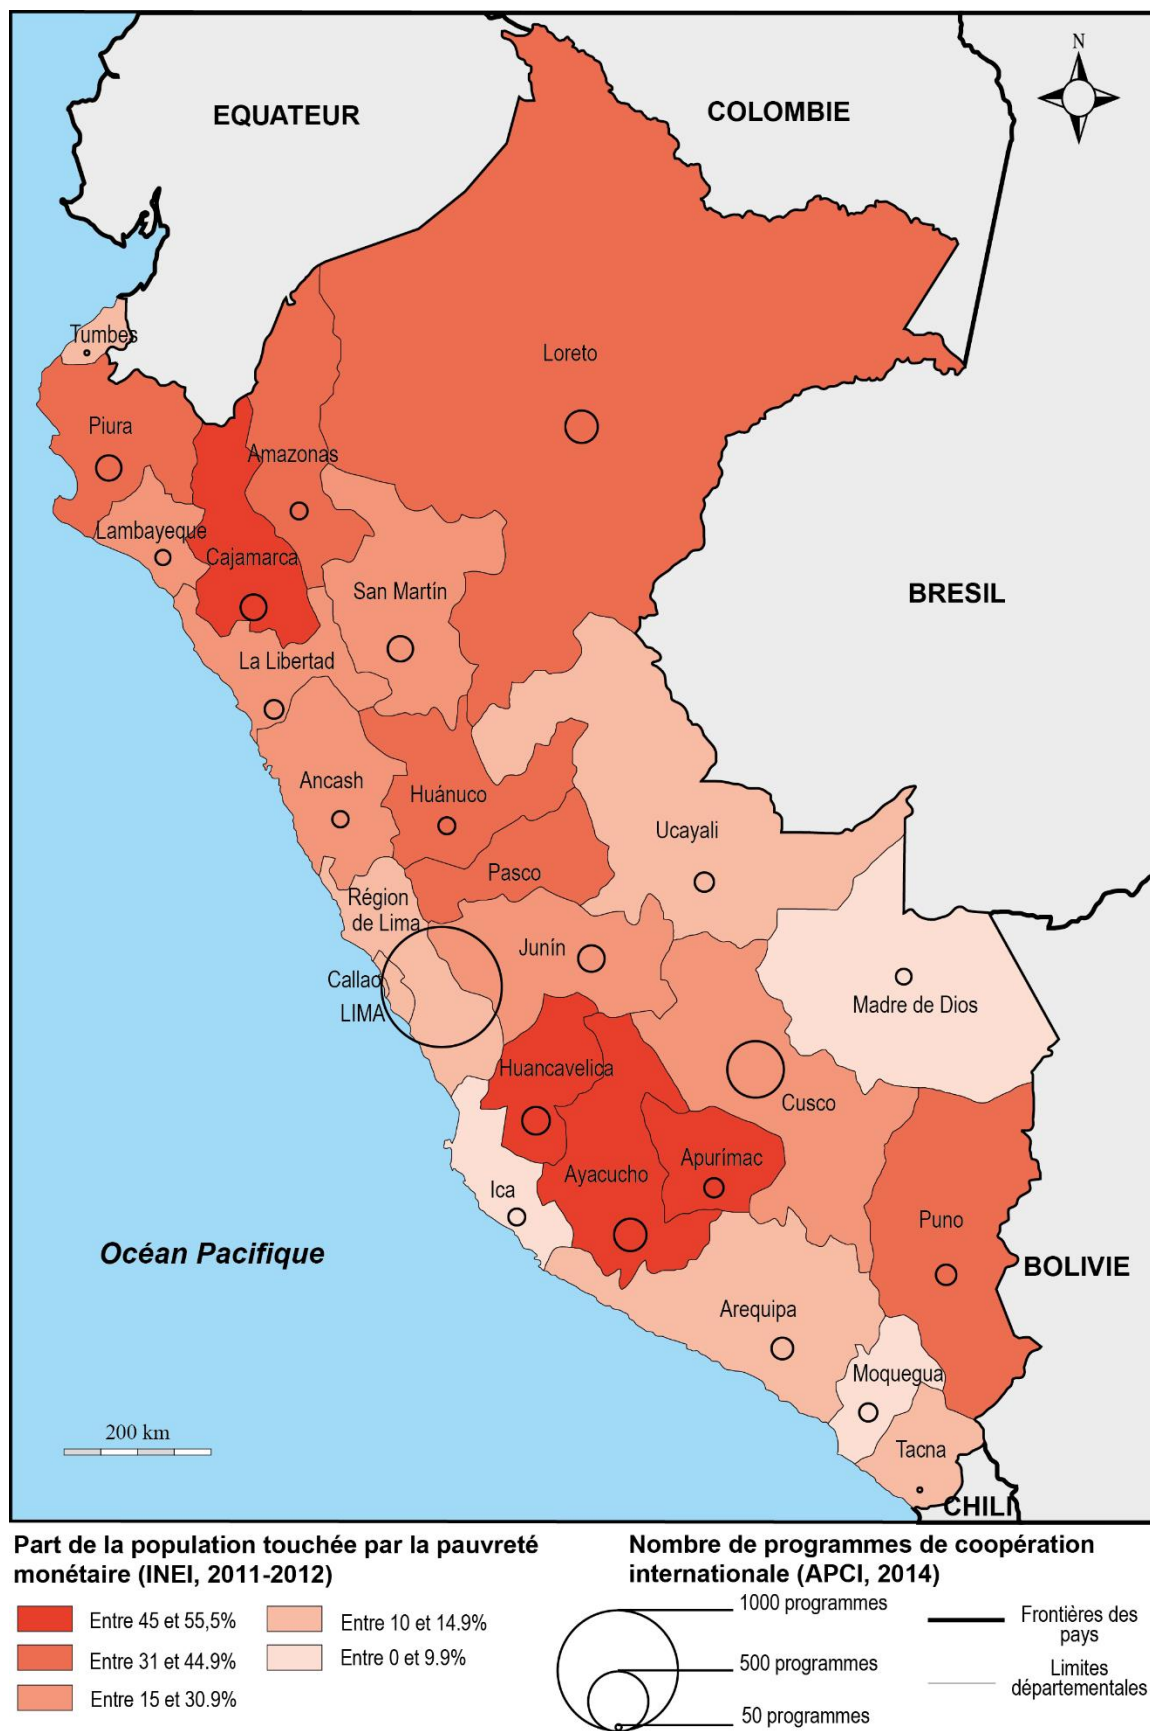 N
EQUATEUR
COLOMBIE
Tumbes
Loreto
Piura
Amazonas
Lambayeque
Cajamarca
San Martín
BRESIL
La Libertad
Ancash
Huánuco
Ucayali
Pasco
Région
de Lima
Junín
Callao
LIMA
Madre de Dios
Huancavelica
Cusco
Apurímac
Ayacucho
Ica
Puno
Océan Pacifique
BOLIVIE
Arequipa
Moquegua
200 km
Tacna
CHILI
Part de la population touchée par la pauvreté
monétaire (INEI, 2011-2012)
Entre 45 et 55,5%
Entre 31 et 44.9%
Entre 15 et 30.9%
Entre 10 et 14.9%
Entre 0 et 9.9%
Nombre de programmes de coopération
internationale (APCI, 2014)
1000 programmes
500 programmes
50 programmes
Frontières des
pays
Limites
départementales